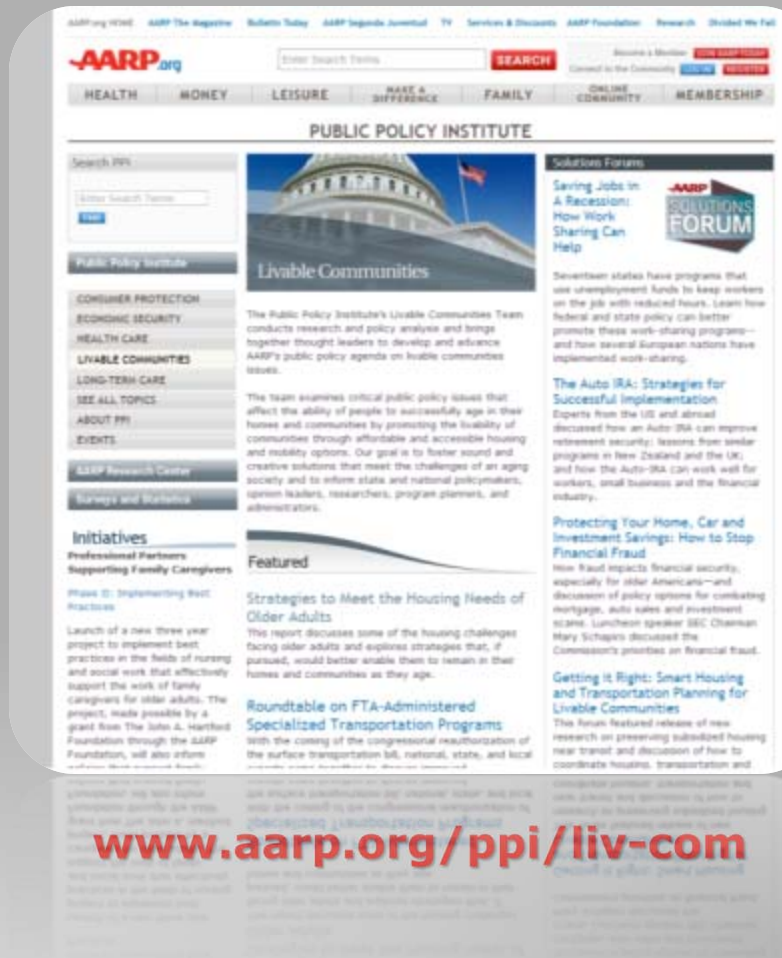 AARP.org HOME AARP The Magazine Bulletin Today AARP Segunda Juventud TV Services & Discounts AARP Foundation Research Divided We Fail
AARP.org
Enter Search Terms
SEARCH
Become a Member JOIN AARP TODAY
Connect to the Community LOG IN REGISTER
HEALTH MONEY LEISURE MAKE A DIFFERENCE FAMILY ONLINE COMMUNITY MEMBERSHIP
PUBLIC POLICY INSTITUTE
Search PPI
Enter Search Terms
FIND
Public Policy Institute
CONSUMER PROTECTION
ECONOMIC SECURITY
HEALTH CARE
LIVABLE COMMUNITIES
LONG-TERM CARE
SEE ALL TOPICS
ABOUT PPI
EVENTS
AARP Research Center
Surveys and Statistics
Initiatives
Professional Partners
Supporting Family Caregivers
Phase II: Implementing Best
Practices
Launch of a new three year
project to implement best
practices in the fields of nursing
and social work that effectively
support the work of family
caregivers for older adults. The
project, made possible by a
grant from The John A. Hartford
Foundation through the AARP
Foundation, will also inform
Livable Communities
The Public Policy Institute's Livable Communities Team
conducts research and policy analysis and brings
together thought leaders to develop and advance
AARP's public policy agenda on livable communities
issues.
The team examines critical public policy issues that
affect the ability of people to successfully age in their
homes and communities by promoting the livability of
communities through affordable and accessible housing
and mobility options. Our goal is to foster sound and
creative solutions that meet the challenges of an aging
society and to inform state and national policymakers,
opinion leaders, researchers, program planners, and
administrators.
Featured
Strategies to Meet the Housing Needs of
Older Adults
This report discusses some of the housing challenges
facing older adults and explores strategies that, if
pursued, would better enable them to remain in their
homes and communities as they age.
Roundtable on FTA-Administered
Specialized Transportation Programs
With the coming of the congressional reauthorization of
the surface transportation bill, national, state, and local
Solutions Forums
Saving Jobs in
A Recession:
How Work
Sharing Can
Help
AARP
SOLUTIONS
FORUM
Seventeen states have programs that
use unemployment funds to keep workers
on the job with reduced hours. Learn how
federal and state policy can better
promote these work-sharing programs—
and how several European nations have
implemented work-sharing.
The Auto IRA: Strategies for
Successful Implementation
Experts from the US and abroad
discussed how an Auto-IRA can improve
retirement security; lessons from similar
programs in New Zealand and the UK;
and how the Auto-IRA can work well for
workers, small business and the financial
industry.
Protecting Your Home, Car and
Investment Savings: How to Stop
Financial Fraud
How fraud impacts financial security,
especially for older Americans—and
discussion of policy options for combating
mortgage, auto sales and investment
scams. Luncheon speaker SEC Chairman
Mary Schapiro discussed the
Commission's priorities on financial fraud.
Getting it Right: Smart Housing
and Transportation Planning for
Livable Communities
This forum featured release of new
research on preserving subsidized housing
near transit and discussion of how to
coordinate housing, transportation and
www.aarp.org/ppi/liv-com